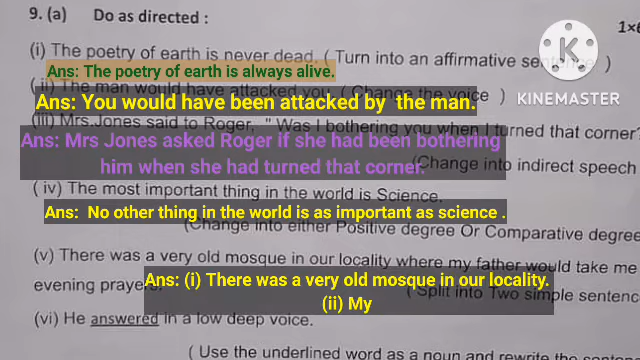 9. (a) Do as directed : 1×6
(i) The poetry of earth is never dead. ( Turn into an affirmative sentence )
Ans: The poetry of earth is always alive.
(ii) The man would have attacked you. ( Change the voice )
Ans: You would have been attacked by the man.
KINEMASTER
(iii) Mrs. Jones said to Roger, " Was I bothering you when I turned that corner?
Ans: Mrs Jones asked Roger if she had been bothering
him when she had turned that corner.
(Change into indirect speech
(iv) The most important thing in the world is Science.
Ans: No other thing in the world is as important as science .
(Change into either Positive degree Or Comparative degree
(v) There was a very old mosque in our locality where my father would take me
Ans: (i) There was a very old mosque in our locality.
evening prayers. ( Split into Two simple sentenc
(ii) My
(vi) He answered in a low deep voice.
( Use the underlined word as a noun and rewrite the